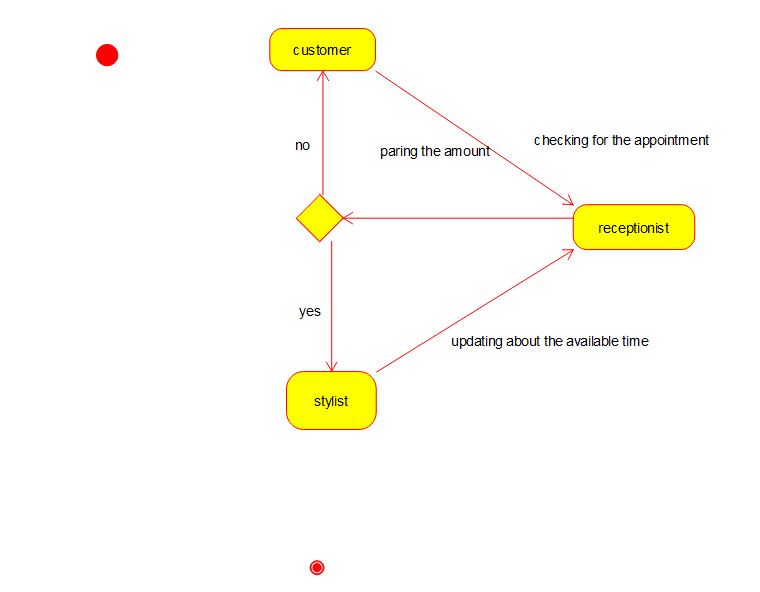 customer
checking for the appointment
no
paring the amount
receptionist
yes
updating about the available time
stylist